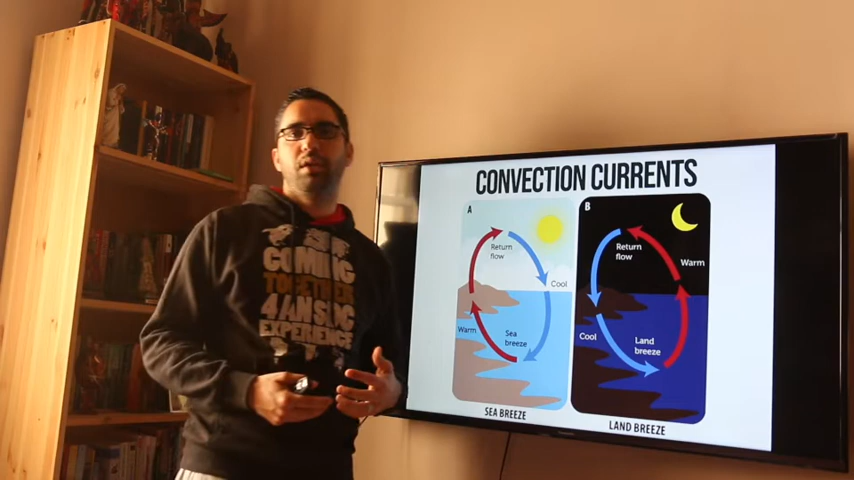 COMING
TOGETHER
4 AN SUC
EXPERIENCE
CONVECTION CURRENTS
A
Return
flow
Cool
Warm
Sea
breeze
SEA BREEZE
B
Return
flow
Warm
Cool
Land
breeze
LAND BREEZE